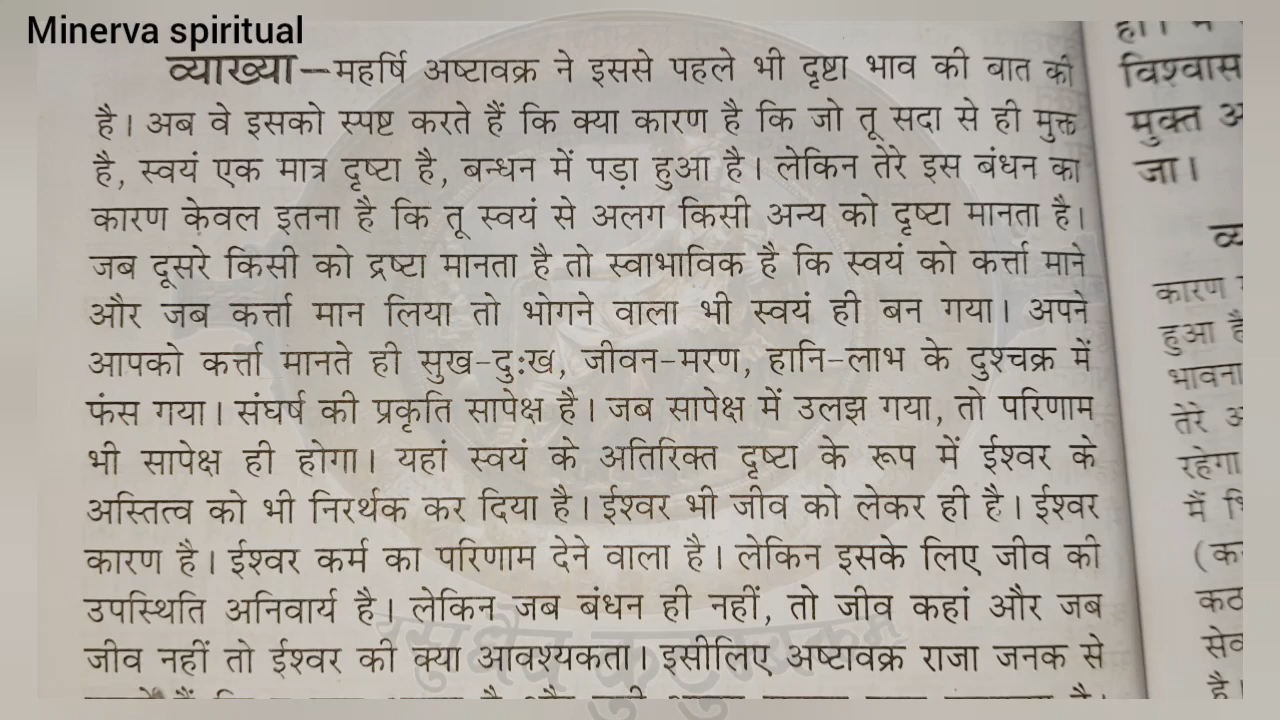 Minerva spiritual
व्याख्या–महर्षि अष्टावक्र ने इससे पहले भी दृष्टा भाव की बात की
है। अब वे इसको स्पष्ट करते हैं कि क्या कारण है कि जो तू सदा से ही मुक्त
है, स्वयं एक मात्र दृष्टा है, बन्धन में पड़ा हुआ है। लेकिन तेरे इस बंधन का
कारण केवल इतना है कि तू स्वयं से अलग किसी अन्य को दृष्टा मानता है।
जब दूसरे किसी को द्रष्टा मानता है तो स्वाभाविक है कि स्वयं को कर्त्ता माने
और जब कर्त्ता मान लिया तो भोगने वाला भी स्वयं ही बन गया। अपने
आपको कर्त्ता मानते ही सुख-दुःख, जीवन-मरण, हानि-लाभ के दुश्चक्र में
फंस गया। संघर्ष की प्रकृति सापेक्ष है। जब सापेक्ष में उलझ गया, तो परिणाम
भी सापेक्ष ही होगा। यहां स्वयं के अतिरिक्त दृष्टा के रूप में ईश्वर के
अस्तित्व को भी निरर्थक कर दिया है। ईश्वर भी जीव को लेकर ही है। ईश्वर
कारण है। ईश्वर कर्म का परिणाम देने वाला है। लेकिन इसके लिए जीव की
उपस्थिति अनिवार्य है। लेकिन जब बंधन ही नहीं, तो जीव कहां और जब
जीव नहीं तो ईश्वर की क्या आवश्यकता। इसीलिए अष्टावक्र राजा जनक से
विश्वास
मुक्त
जा।
कारण
हुआ
भावना
तेरे
रहेगा
में
है।